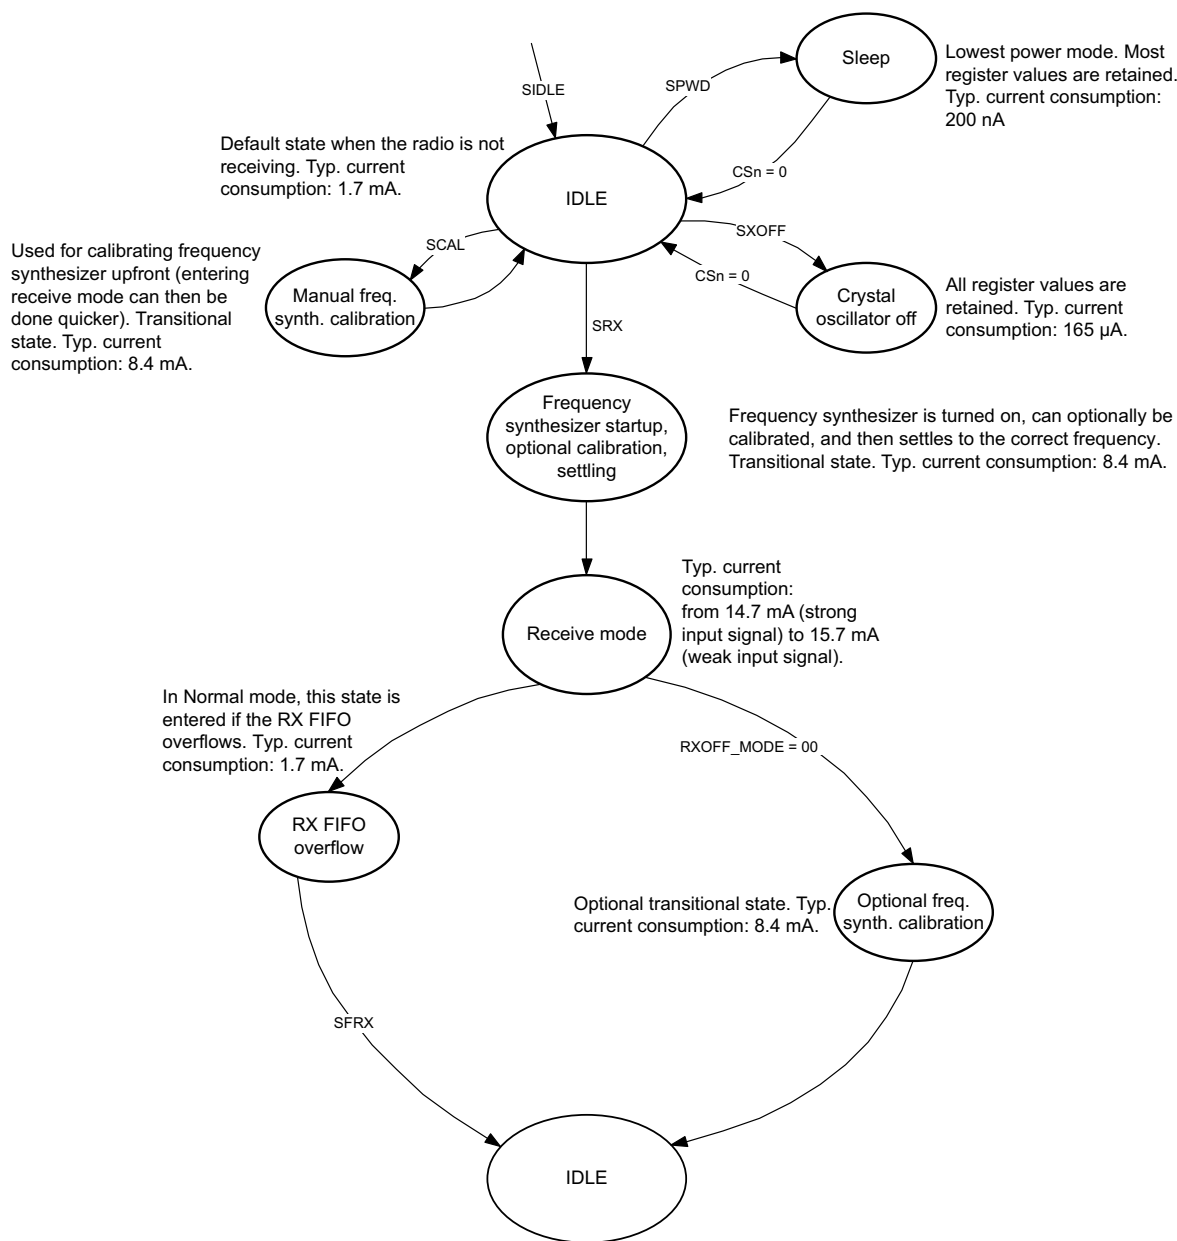 Sleep
Lowest power mode. Most
register values are retained.
Typ. current consumption:
200 nA
SIDLE
SPWD
Default state when the radio is not
receiving. Typ. current
consumption: 1.7 mA.
CSn = 0
IDLE
SXOFF
SCAL
CSn = 0
Used for calibrating frequency
synthesizer upfront (entering
receive mode can then be
done quicker). Transitional
state. Typ. current
consumption: 8.4 mA.
Manual freq.
synth. calibration
Crystal
oscillator off
All register values are
retained. Typ. current
consumption: 165 µA.
SRX
Frequency
synthesizer startup,
optional calibration,
settling
Frequency synthesizer is turned on, can optionally be
calibrated, and then settles to the correct frequency.
Transitional state. Typ. current consumption: 8.4 mA.
Receive mode
Typ. current
consumption:
from 14.7 mA (strong
input signal) to 15.7 mA
(weak input signal).
In Normal mode, this state is
entered if the RX FIFO
overflows. Typ. current
consumption: 1.7 mA.
RXOFF_MODE = 00
RX FIFO
overflow
Optional transitional state. Typ.
current consumption: 8.4 mA.
Optional freq.
synth. calibration
SFRX
IDLE